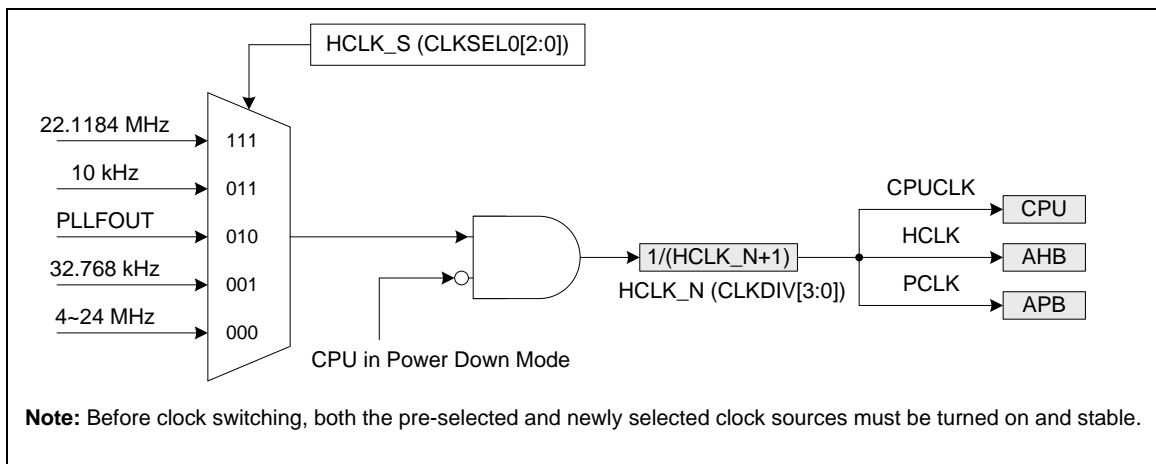 HCLK_S (CLKSEL0[2:0])
22.1184 MHz
111
10 kHz
011
PLLFOUT
010
32.768 kHz
001
4~24 MHz
000
CPU in Power Down Mode
1/(HCLK_N+1)
HCLK_N (CLKDIV[3:0])
CPUCLK
CPU
HCLK
AHB
PCLK
APB
Note: Before clock switching, both the pre-selected and newly selected clock sources must be turned on and stable.